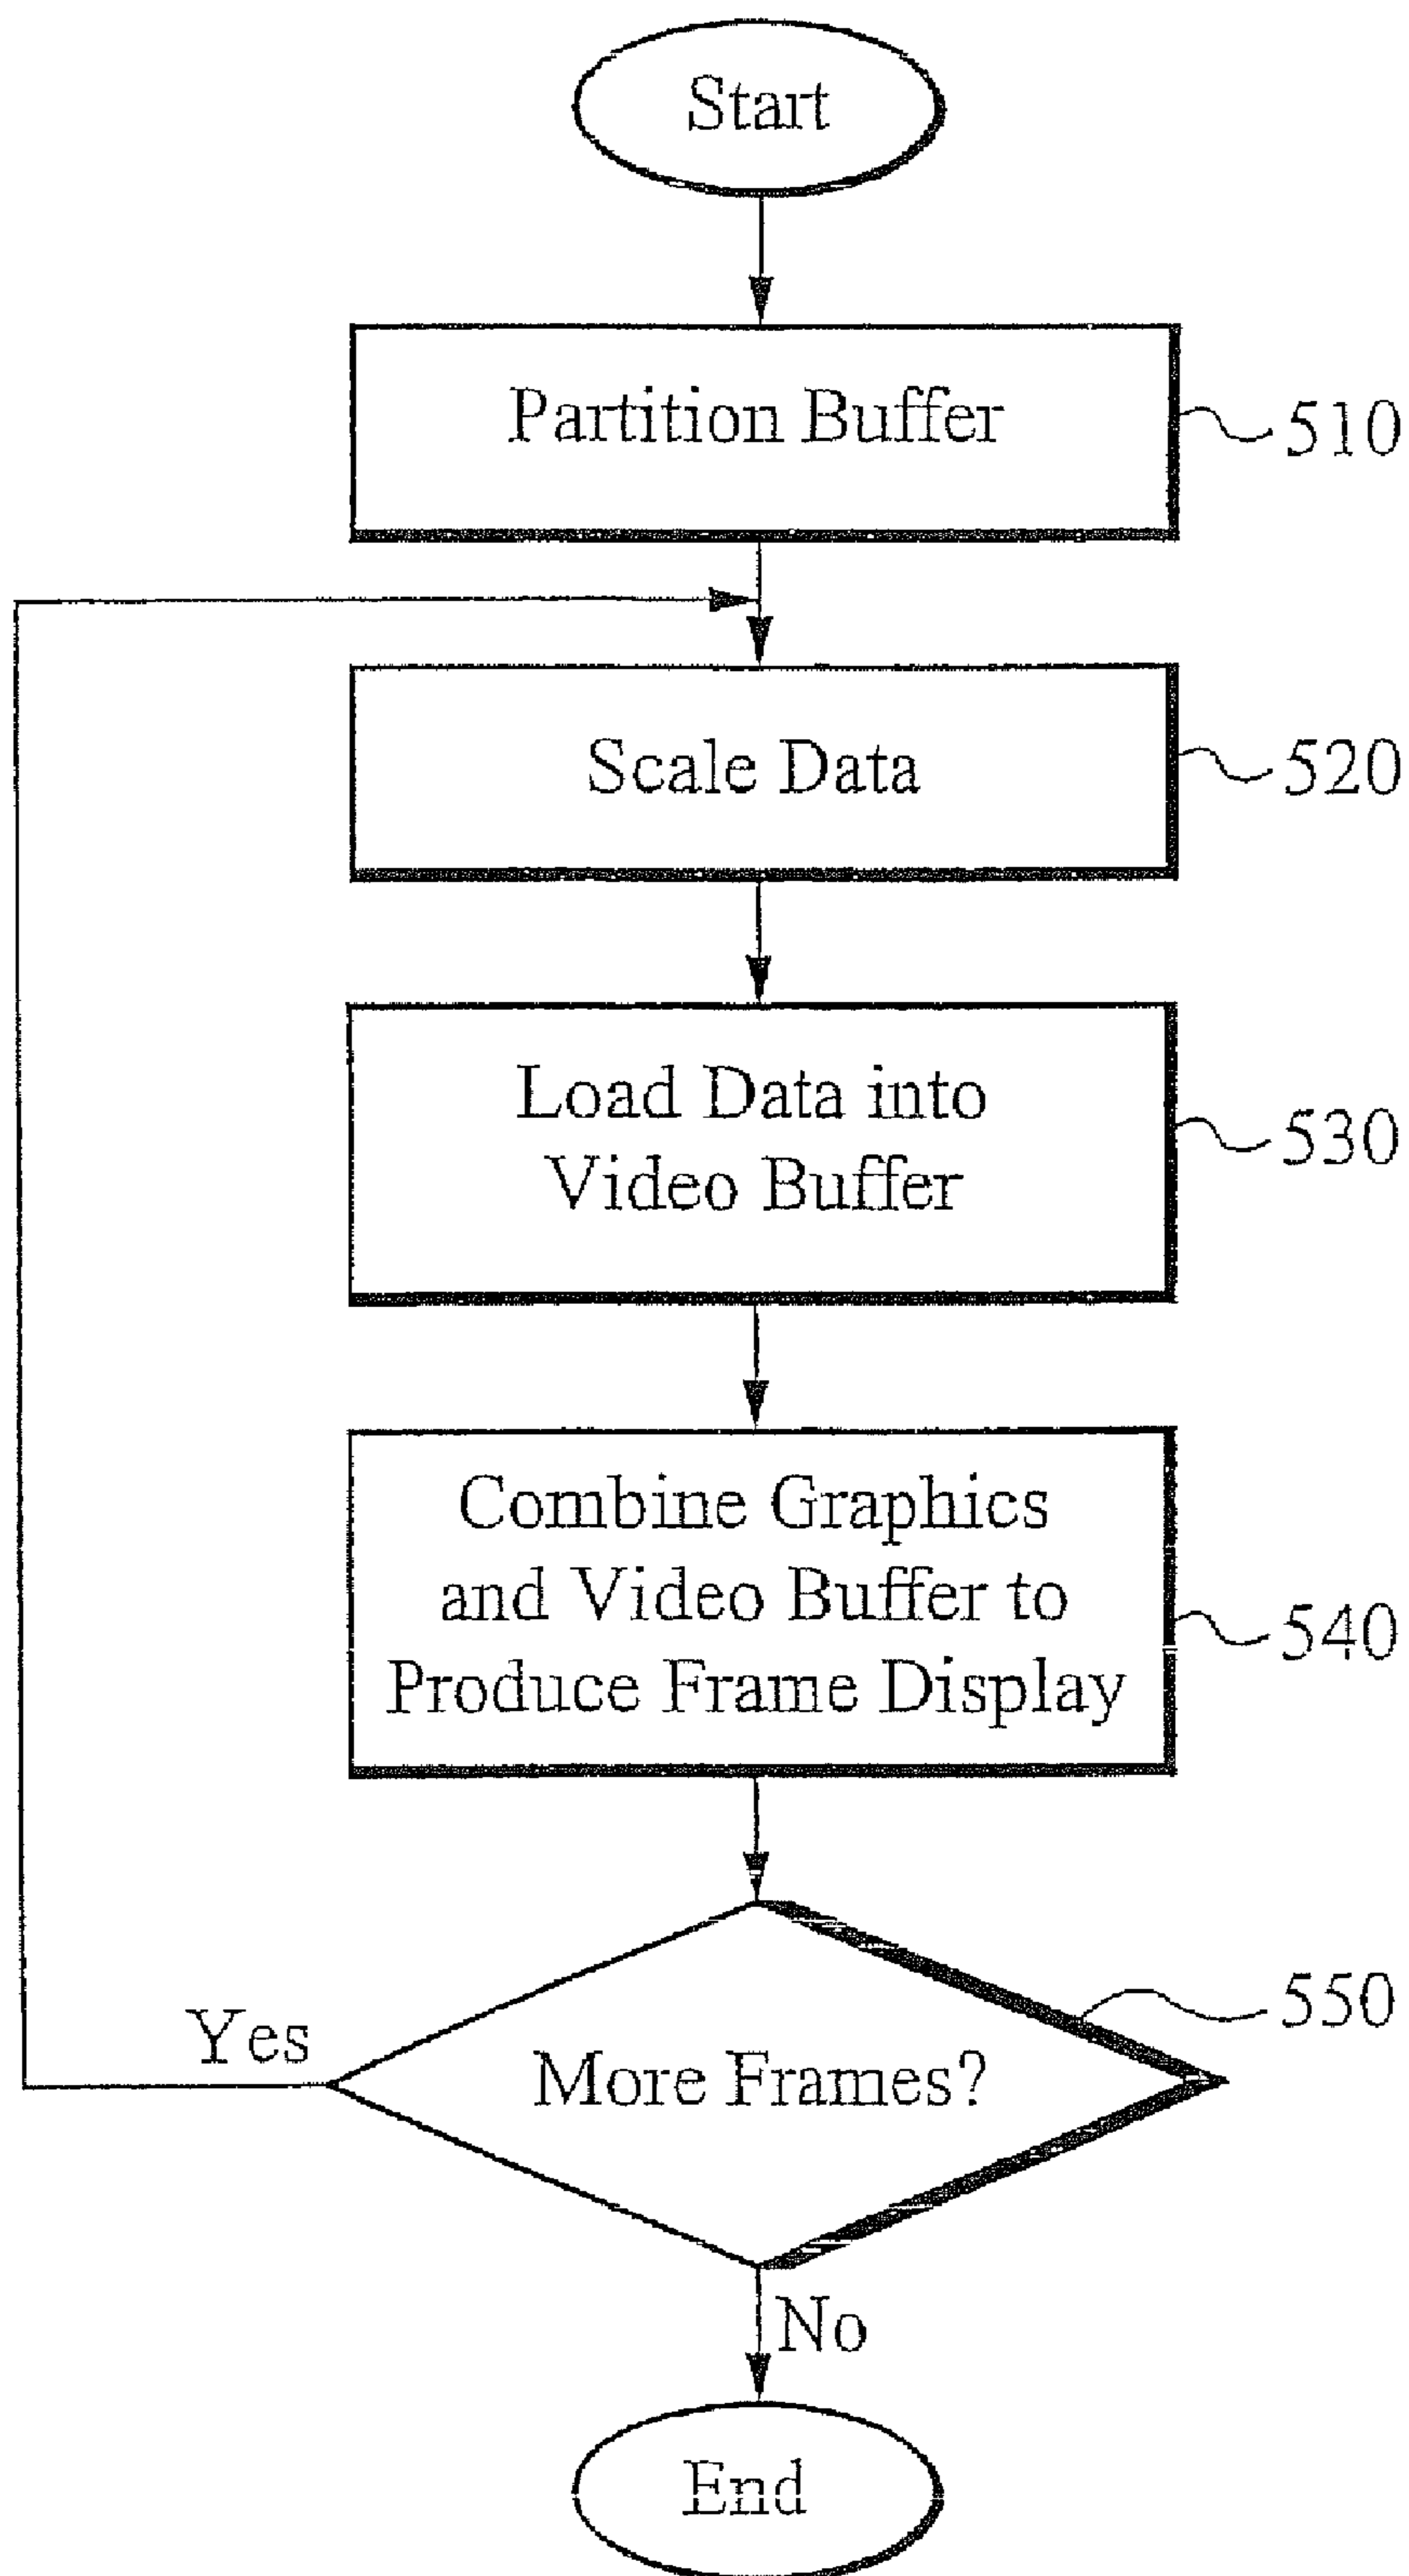 Start
Partition Buffer
510
Scale Data
520
Load Data into
Video Buffer
530
Combine Graphics
and Video Buffer to
Produce Frame Display
540
550
Yes
More Frames?
No
End